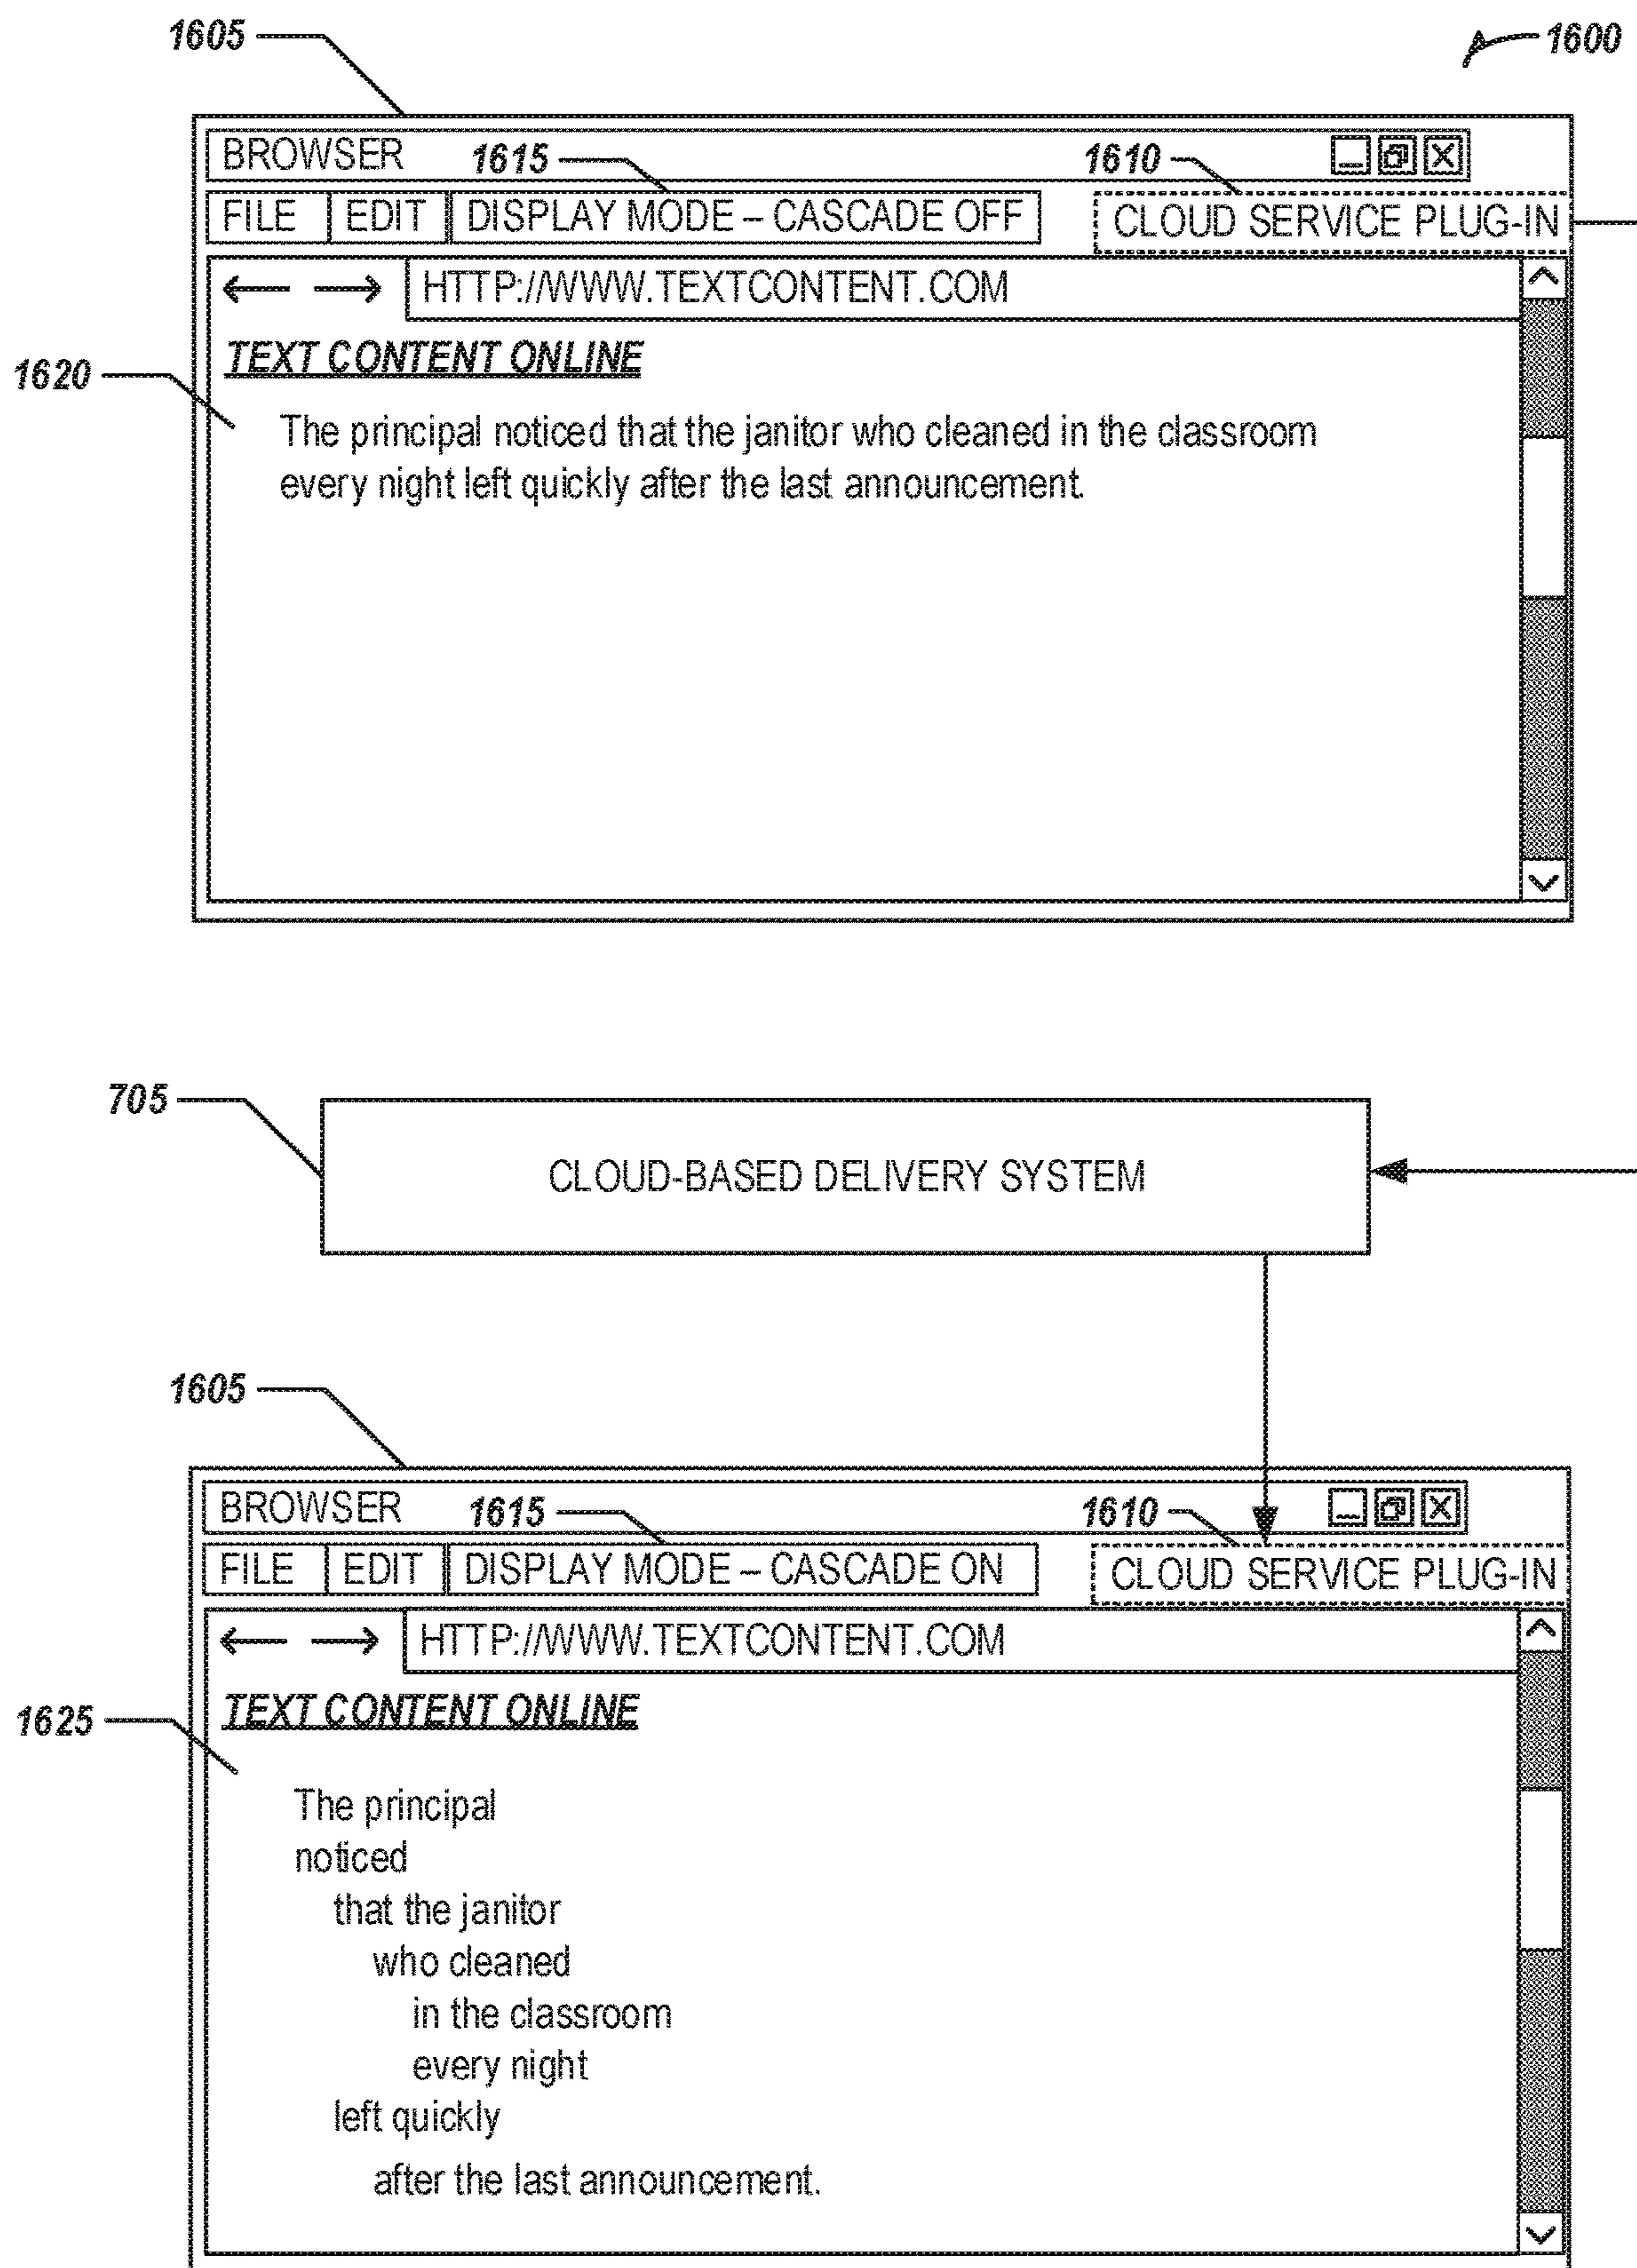 1605
1600
BROWSER 1615 1610
FILE EDIT DISPLAY MODE – CASCADE OFF CLOUD SERVICE PLUG-IN
HTTP://WWW.TEXTCONTENT.COM
TEXT CONTENT ONLINE
1620
The principal noticed that the janitor who cleaned in the classroom
every night left quickly after the last announcement.
705
CLOUD-BASED DELIVERY SYSTEM
1605
BROWSER 1615 1610
FILE EDIT DISPLAY MODE – CASCADE ON CLOUD SERVICE PLUG-IN
HTTP://WWW.TEXTCONTENT.COM
TEXT CONTENT ONLINE
1625
The principal
noticed
that the janitor
who cleaned
in the classroom
every night
left quickly
after the last announcement.